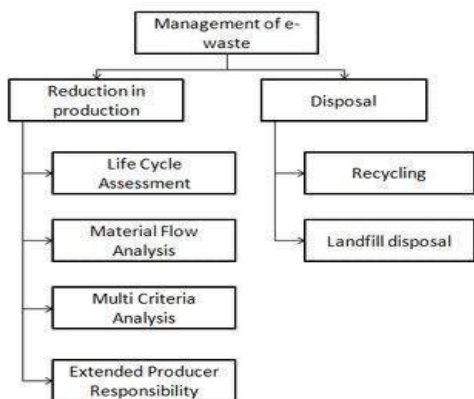 Management of e-
waste
Reduction in
production
Disposal
Life Cycle
Assessment
Recycling
Material Flow
Analysis
Landfill disposal
Multi Criteria
Analysis
Extended Producer
Responsibility